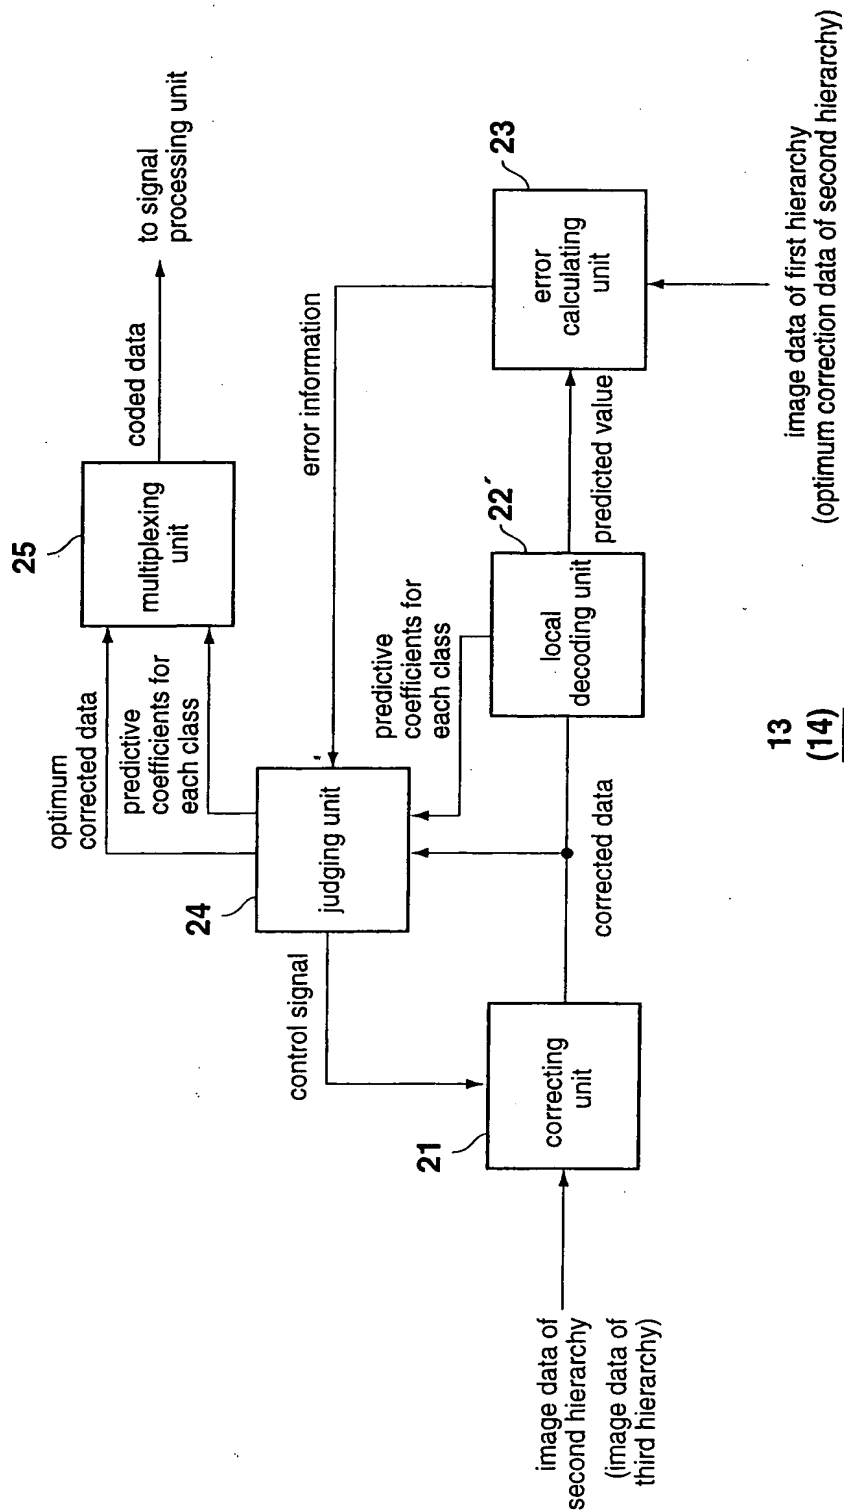 25
multiplexing
unit
coded data
to signal
processing unit
optimum
corrected data
predictive
coefficients for
each class
error information
24
judging unit
control signal
predictive
coefficients for
each class
23
error
calculating
unit
22´
local
decoding unit
predicted value
21
correcting
unit
corrected data
image data of
second hierarchy
(image data of
third hierarchy)
image data of first hierarchy
(optimum correction data of second hierarchy)
13
(14)